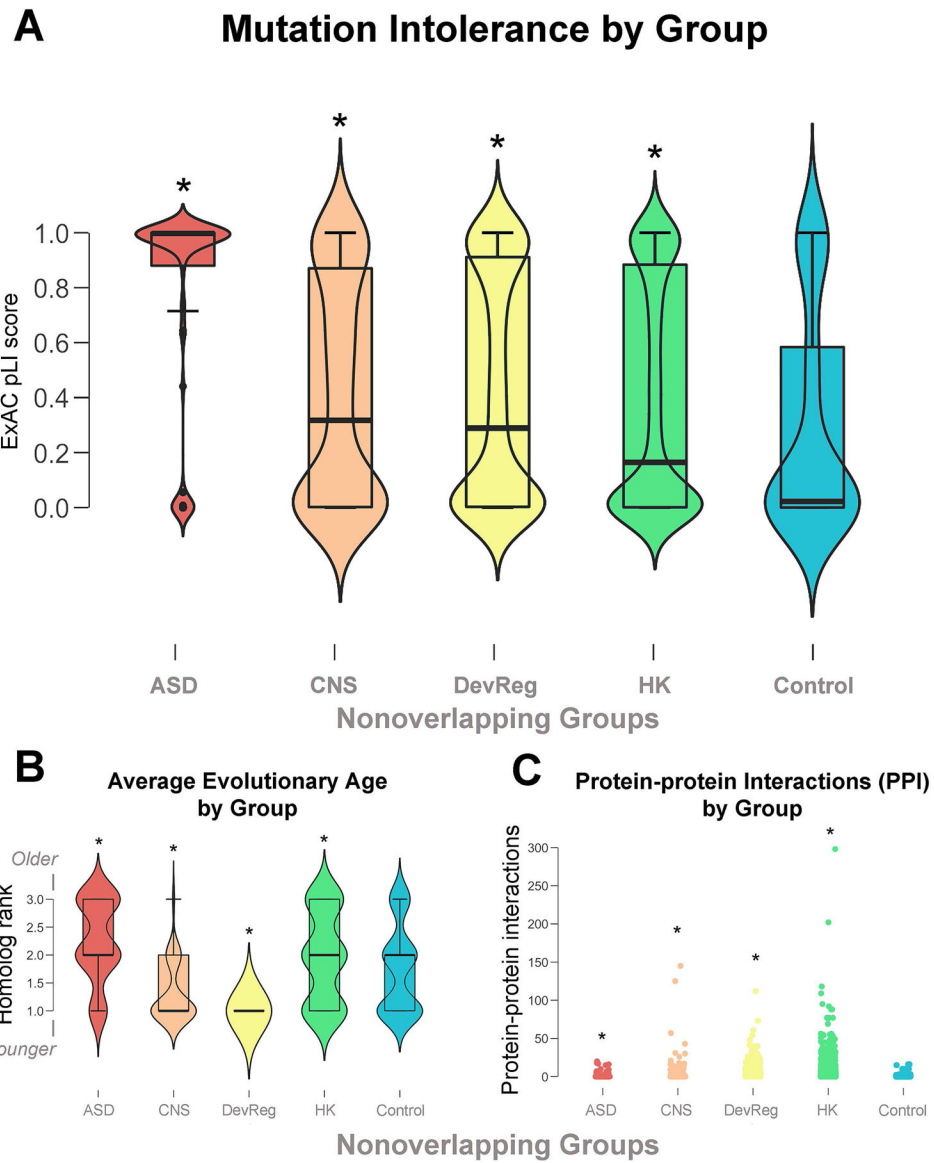 A
Mutation Intolerance by Group
*
*
*
*
1.0
0.8
0.6
0.4
0.2
0.0
ExAC pLI score
ASD
CNS
DevReg
HK
Control
Nonoverlapping Groups
B
Average Evolutionary Age
by Group
Older
*
*
*
*
3.0
2.5
2.0
1.5
1.0
Homolog rank
ounger
ASD
CNS
DevReg
HK
Control
C
Protein-protein Interactions (PPI)
by Group
*
*
*
*
300
250
200
150
100
50
0
Protein-protein interactions
ASD
CNS
DevReg
HK
Control
Nonoverlapping Groups